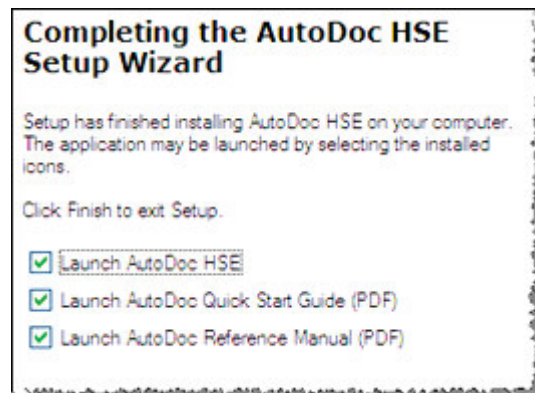 Completing the AutoDoc HSE
Setup Wizard
Setup has finished installing AutoDoc HSE on your computer.
The application may be launched by selecting the installed
icons.
Click Finish to exit Setup.
Launch AutoDoc HSE
Launch AutoDoc Quick Start Guide (PDF)
Launch AutoDoc Reference Manual (PDF)